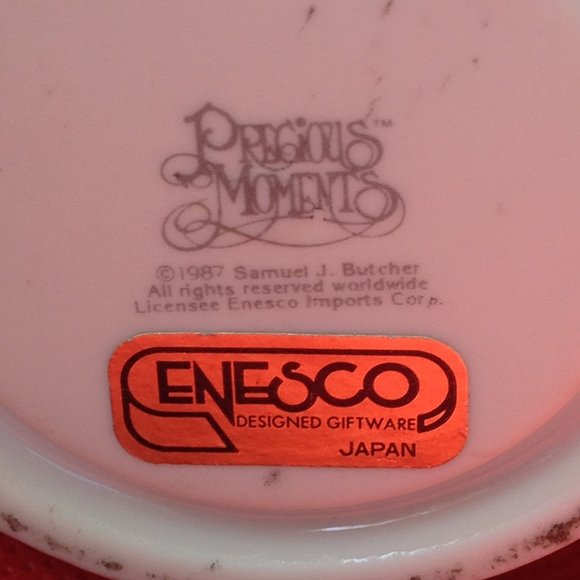 PRECIOUS™
MOMENTS
©1987 Samuel J. Butcher
All rights reserved worldwide
Licensee Enesco Imports Corp.
ENESCO
DESIGNED GIFTWARE
JAPAN